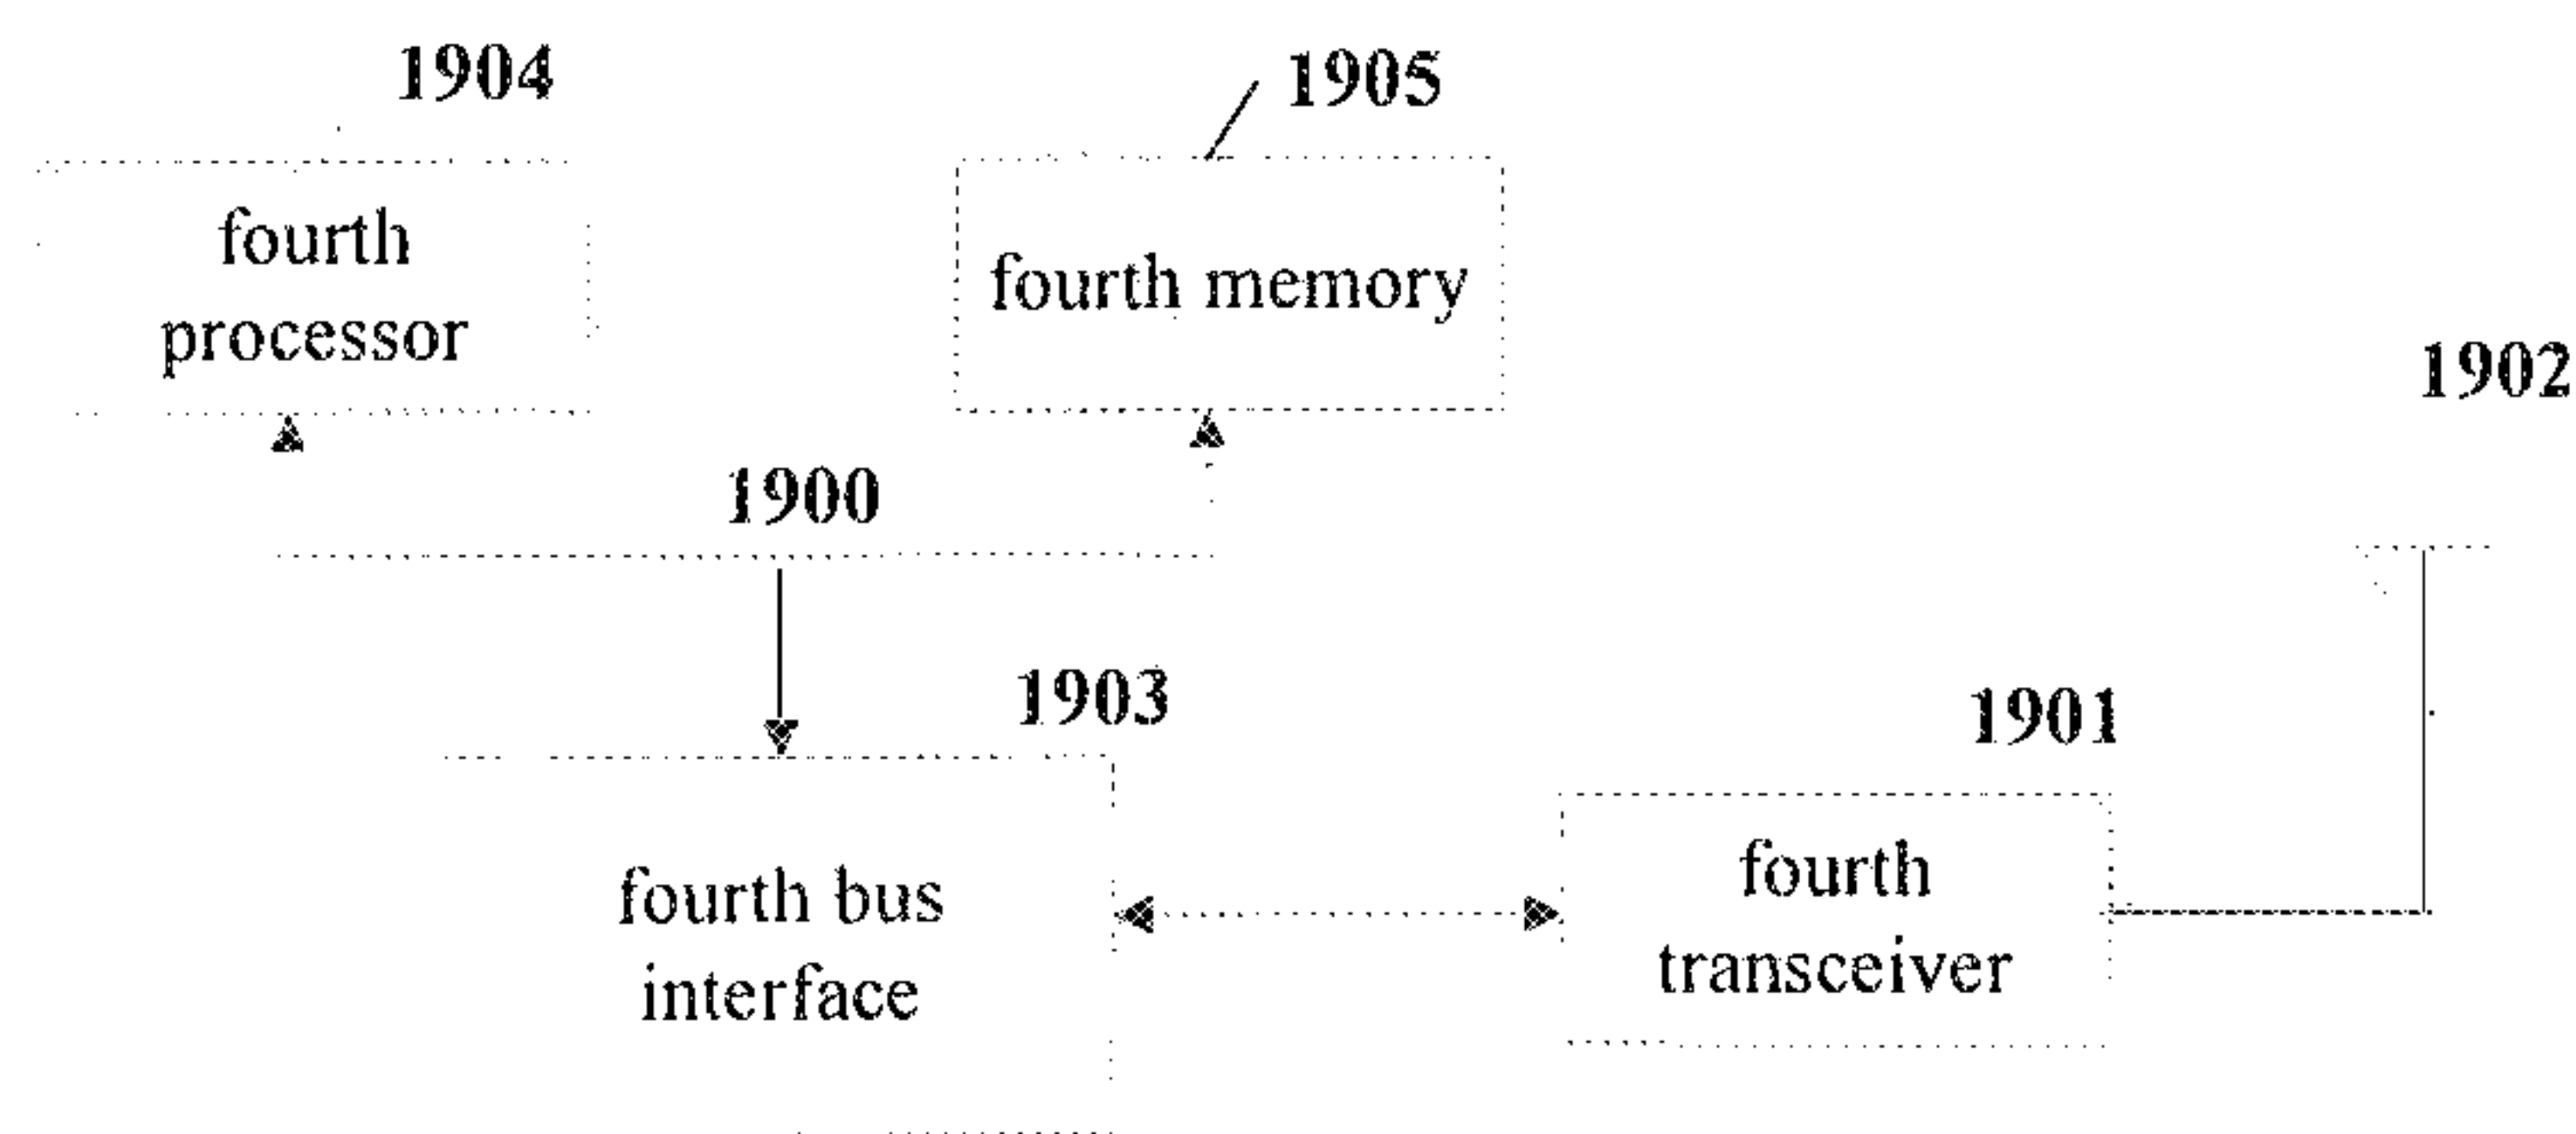 1904
1905
fourth
processor
fourth memory
1902
1900
1903
1901
fourth bus
interface
fourth
transceiver